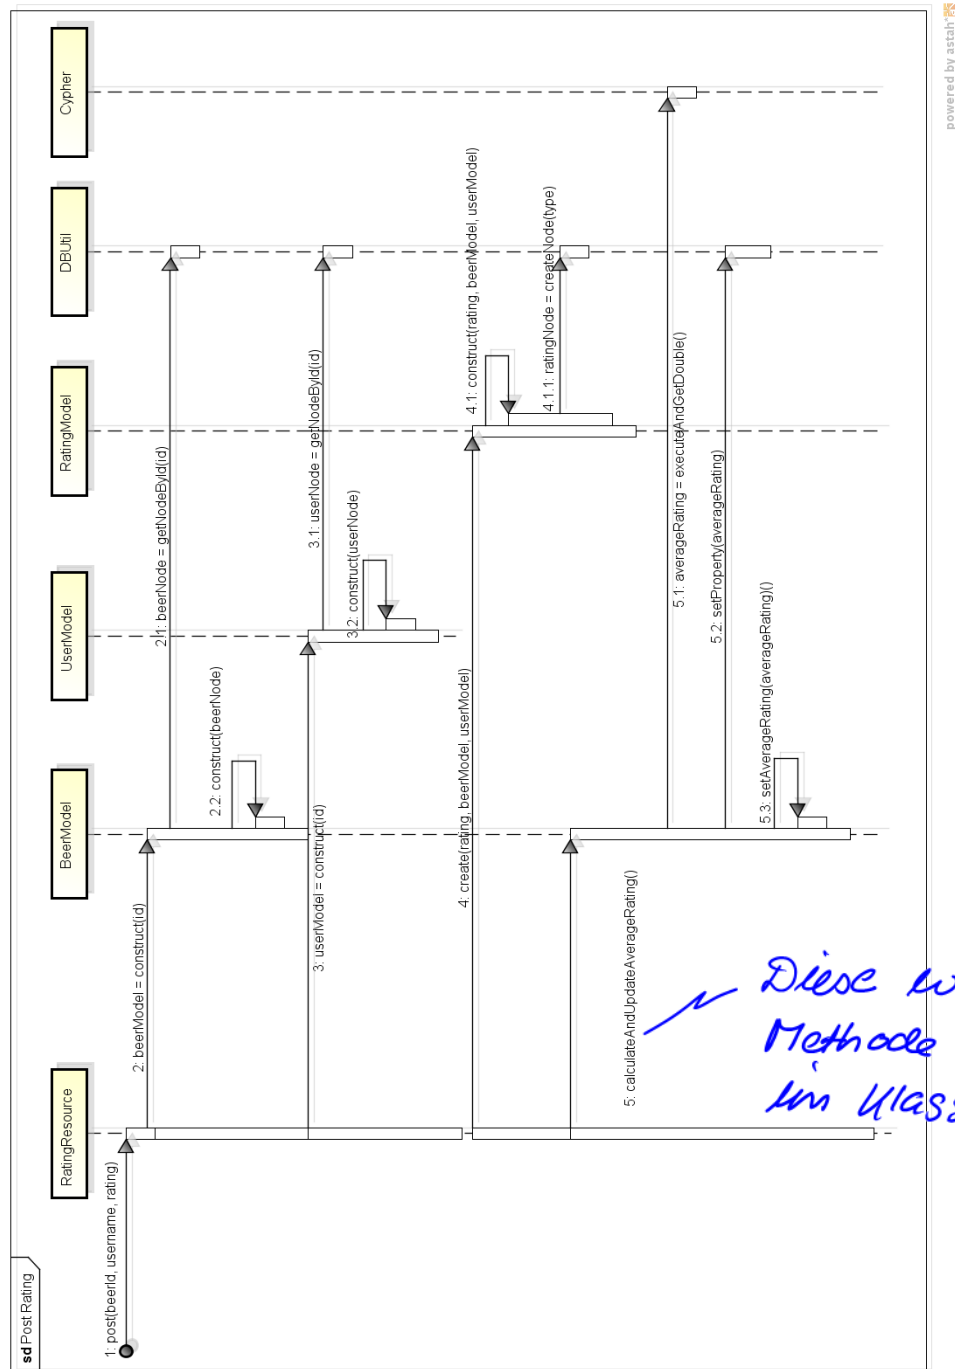 sd Post Rating
RatingResource
BeerModel
UserModel
RatingModel
DBUtil
Cypher
1: post(beerId, username, rating)
2: beerModel = construct(id)
2.1: beerNode = getNodeById(id)
2.2: construct(beerNode)
3: userModel = construct(id)
3.1: userNode = getNodeById(id)
3.2: construct(userNode)
4: create(rating, beerModel, userModel)
4.1: construct(rating, beerModel, userModel)
4.1.1: ratingNode = createNode(type)
5: calculateAndUpdateAverageRating()
5.1: averageRating = executeAndGetDouble()
5.2: setProperty(averageRating)
5.3: setAverageRating(averageRating)()
Diese
Methode
im Klass
powered by astah*